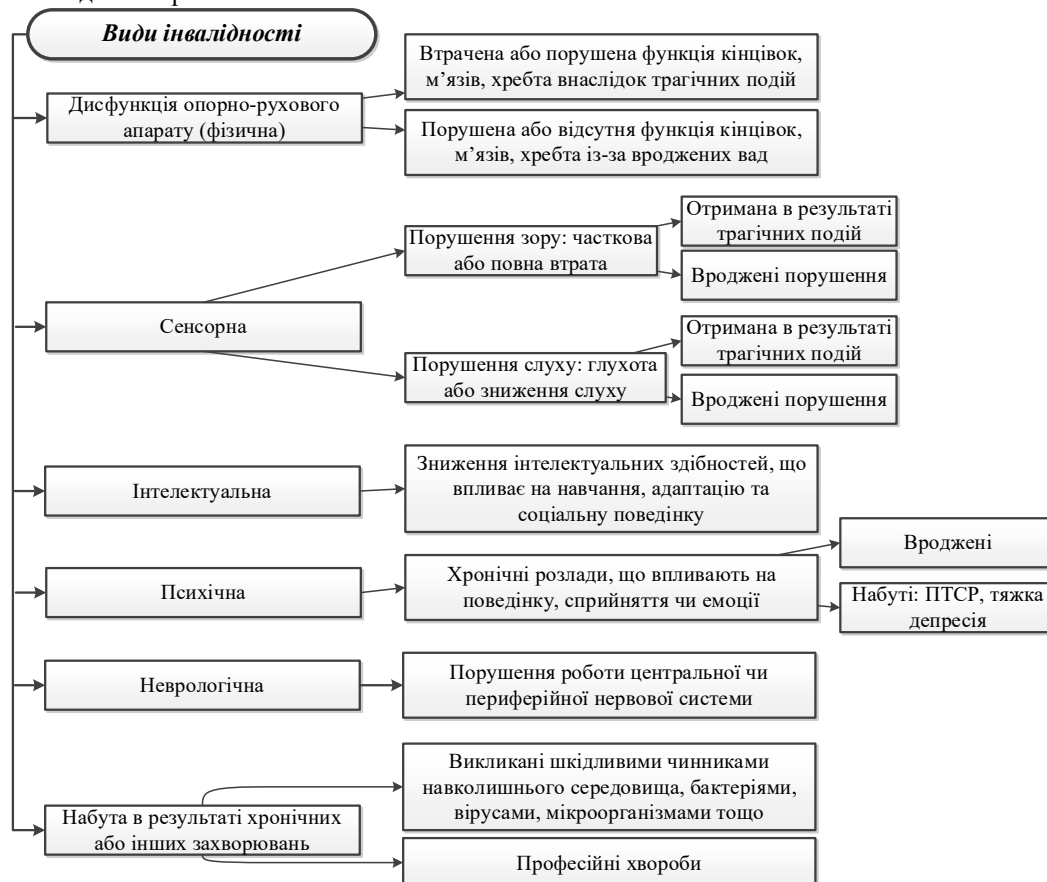 Види інвалідності
Дисфункція опорно-рухового
апарату (фізична)
Втрачена або порушена функція кінцівок,
м’язів, хребта внаслідок трагічних подій
Порушена або відсутня функція кінцівок,
м’язів, хребта із-за вроджених вад
Сенсорна
Порушення зору: часткова
або повна втрата
Отримана в результаті
трагічних подій
Вроджені порушення
Порушення слуху: глухота
або зниження слуху
Отримана в результаті
трагічних подій
Вроджені порушення
Інтелектуальна
Зниження інтелектуальних здібностей, що
впливає на навчання, адаптацію та
соціальну поведінку
Психічна
Хронічні розлади, що впливають на
поведінку, сприйняття чи емоції
Вроджені
Набуті: ПТСР, тяжка
депресія
Неврологічна
Порушення роботи центральної чи
периферійної нервової системи
Набута в результаті хронічних
або інших захворювань
Викликані шкідливими чинниками
навколишнього середовища, бактеріями,
вірусами, мікроорганізмами тощо
Професійні хвороби